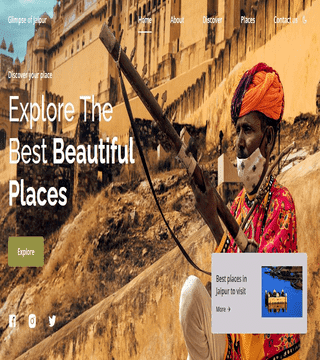 Glimpse of Jaipur
Home About Discover Places Contact us
Discover your place
Explore The
Best Beautiful
Places
Explore
Best places in
Jaipur to visit
More →